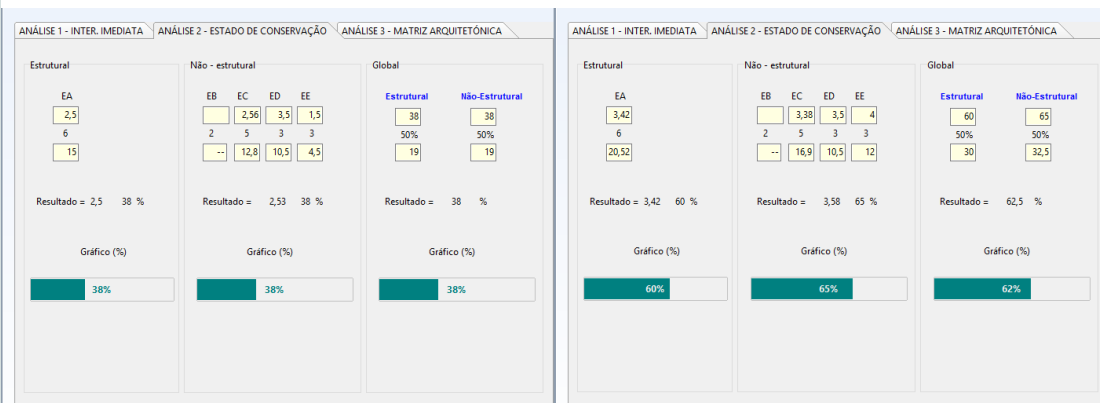 ANÁLISE 1 - INTER. IMEDIATA ANÁLISE 2 - ESTADO DE CONSERVAÇÃO ANÁLISE 3 - MATRIZ ARQUITETÓNICA
Estrutural
EA
2,5
6
15
Resultado = 2,5 38 %
Gráfico (%)
38%
Não - estrutural
EB EC ED EE
2,56 3,5 1,5
2 5 3 3
-- 12,8 10,5 4,5
Resultado = 2,53 38 %
Gráfico (%)
38%
Global
Estrutural Não-Estrutural
38 38
50% 50%
19 19
Resultado = 38 %
Gráfico (%)
38%
ANÁLISE 1 - INTER. IMEDIATA ANÁLISE 2 - ESTADO DE CONSERVAÇÃO ANÁLISE 3 - MATRIZ ARQUITETÓNICA
Estrutural
EA
3,42
6
20,52
Resultado = 3,42 60 %
Gráfico (%)
60%
Não - estrutural
EB EC ED EE
3,38 3,5 4
2 5 3 3
-- 16,9 10,5 12
Resultado = 3,58 65 %
Gráfico (%)
65%
Global
Estrutural Não-Estrutural
60 65
50% 50%
30 32,5
Resultado = 62,5 %
Gráfico (%)
62%